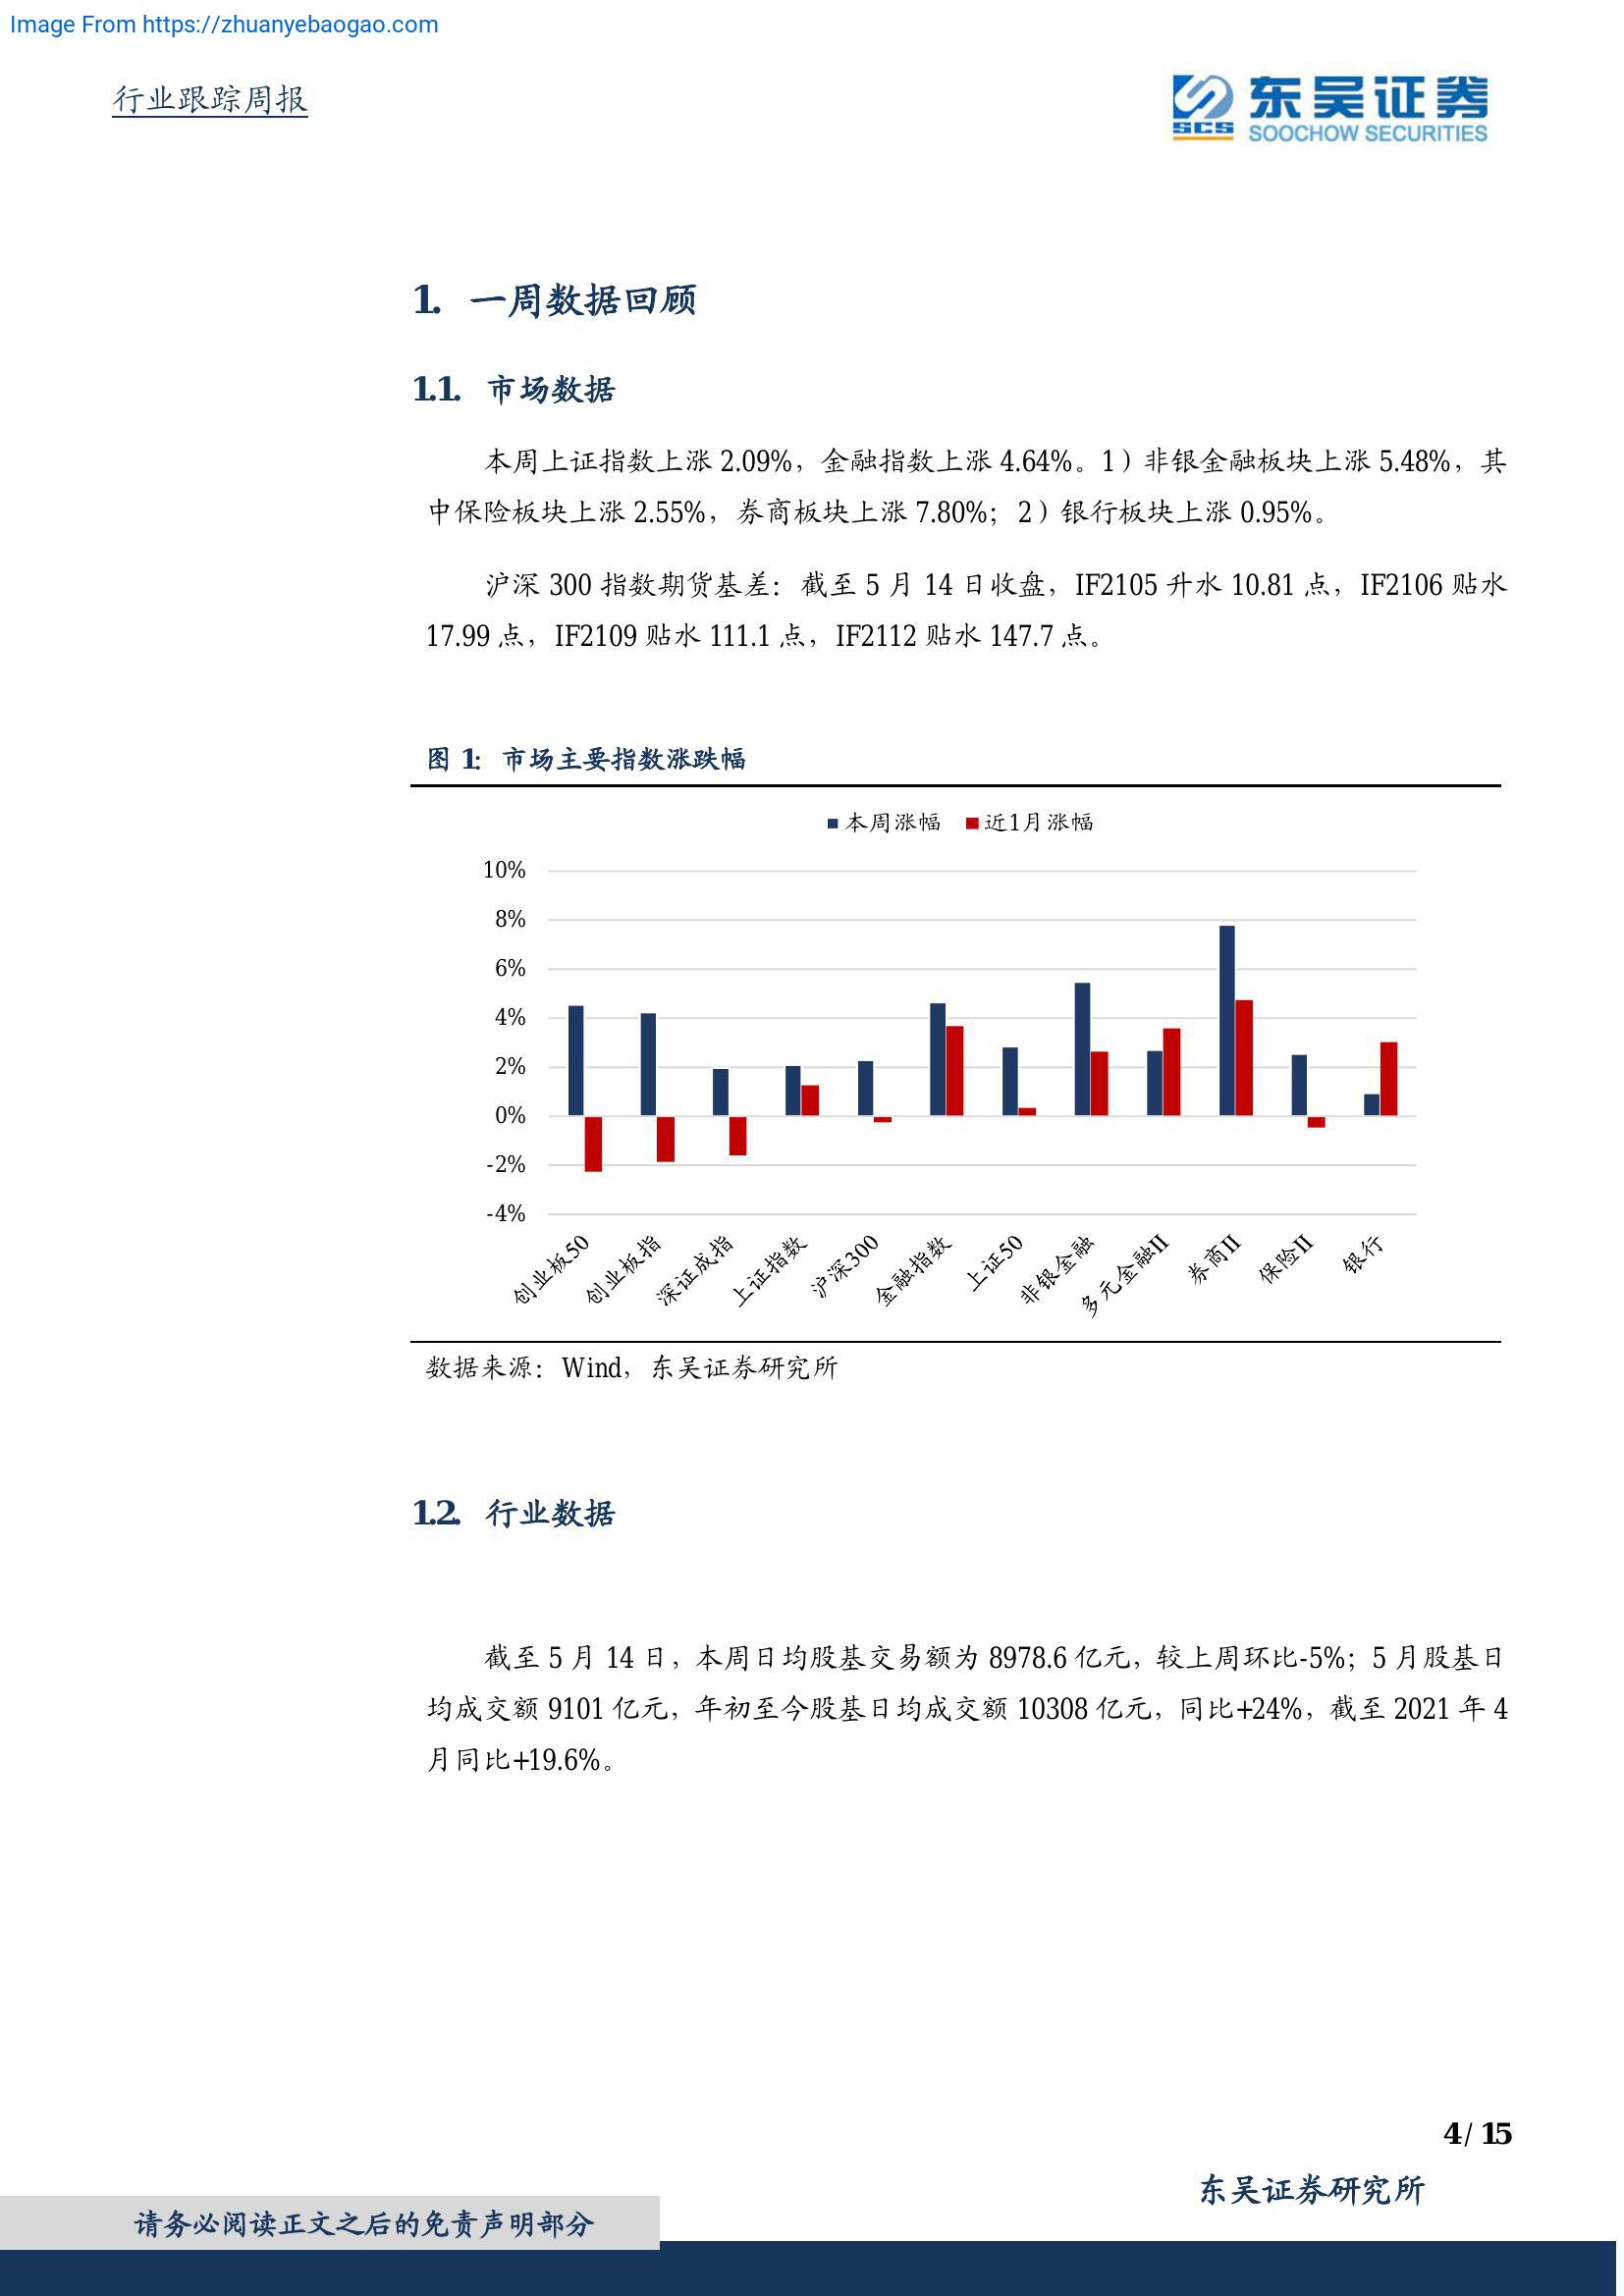 Image From https://zhuanyebaogao.com
行业跟踪周报
东吴证券
SCS
SOOCHOW SECURITIES
1. 一周数据回顾
1.1. 市场数据
本周上证指数上涨 2.09%，金融指数上涨 4.64%。1）非银金融板块上涨 5.48%，其
中保险板块上涨 2.55%，券商板块上涨 7.80%；2）银行板块上涨 0.95%。
沪深 300 指数期货基差：截至 5 月 14 日收盘，IF2105 升水 10.81 点，IF2106 贴水
17.99 点，IF2109 贴水 111.1 点，IF2112 贴水 147.7 点。
图 1：市场主要指数涨跌幅
本周涨幅 近1月涨幅
10%
8%
6%
4%
2%
0%
-2%
-4%
创业板50
创业板指
深证成指
上证指数
沪深300
金融指数
上证50
非银金融
多元金融II
券商II
保险II
银行
数据来源：Wind，东吴证券研究所
1.2. 行业数据
截至 5 月 14 日，本周日均股基交易额为 8978.6 亿元，较上周环比-5%；5 月股基日
均成交额 9101 亿元，年初至今股基日均成交额 10308 亿元，同比+24%，截至 2021 年 4
月同比+19.6%。
4 / 15
东吴证券研究所
请务必阅读正文之后的免责声明部分